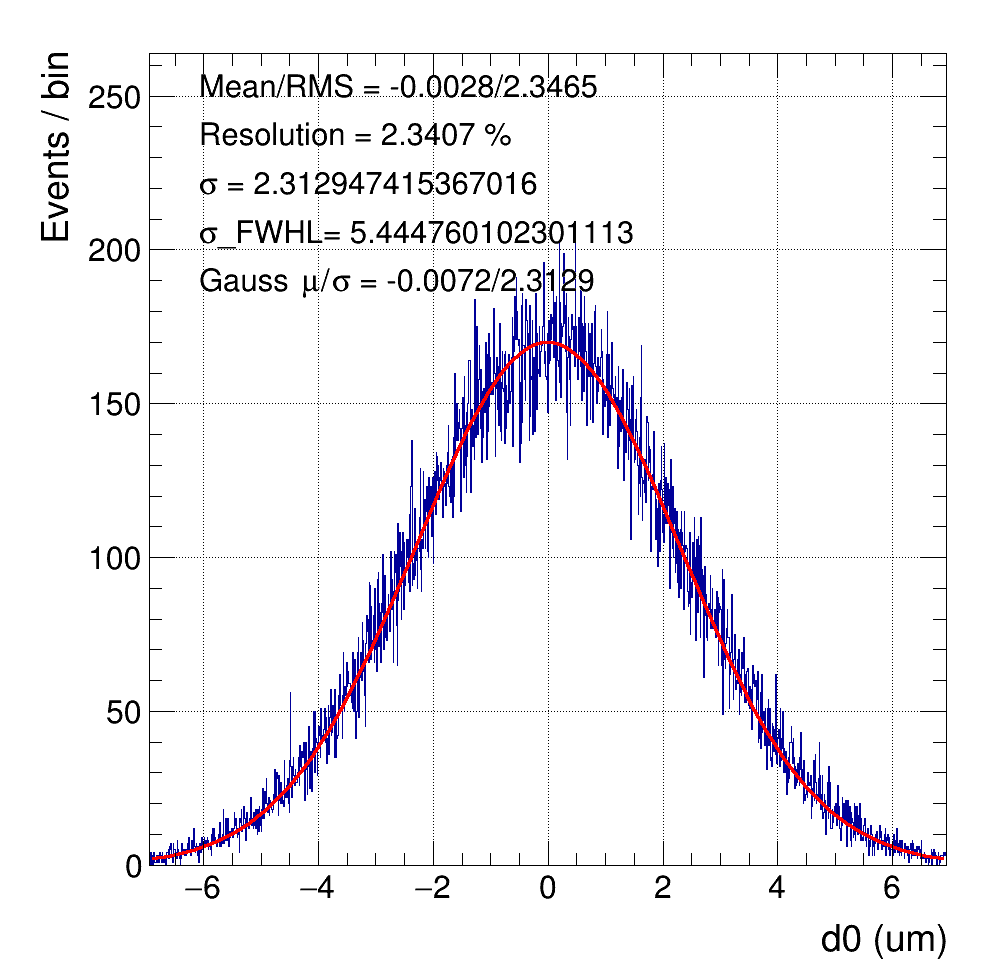 Events / bin
250
200
150
100
50
0
Mean/RMS = -0.0028/2.3465
Resolution = 2.3407 %
σ = 2.312947415367016
σ_FWHL= 5.444760102301113
Gauss μ/σ = -0.0072/2.3129
−6 −4 −2 0 2 4 6
d0 (um)